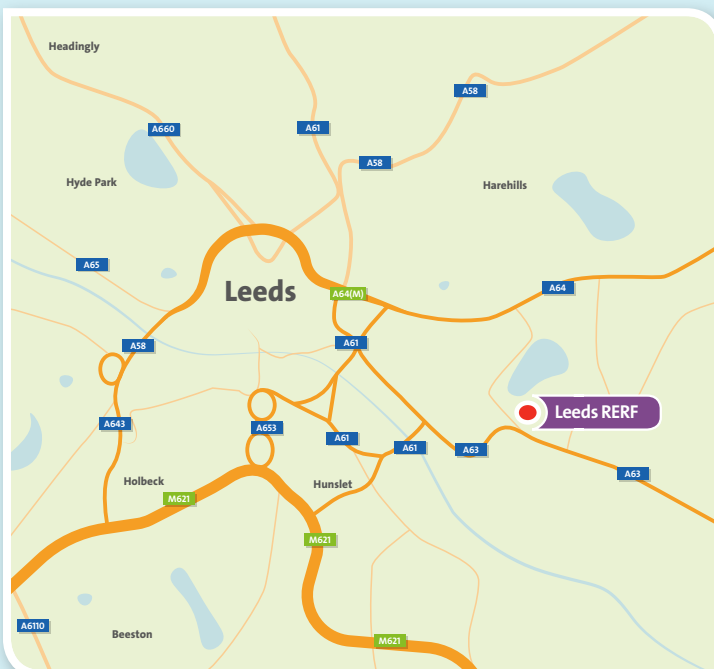 Headingly
A58
A660
A61
A58
Hyde Park
Harehills
A65
Leeds
A64(M)
A64
A61
A58
Leeds RERF
A643
A653
A61
A61
A63
A63
Holbeck
Hunslet
M621
M621
A6110
Beeston
M621